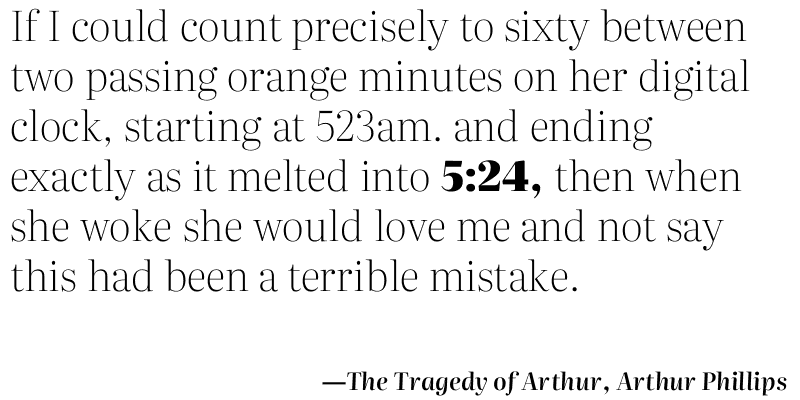 If I could count precisely to sixty between
two passing orange minutes on her digital
clock, starting at 523am. and ending
exactly as it melted into 5:24, then when
she woke she would love me and not say
this had been a terrible mistake.
—The Tragedy of Arthur, Arthur Phillips